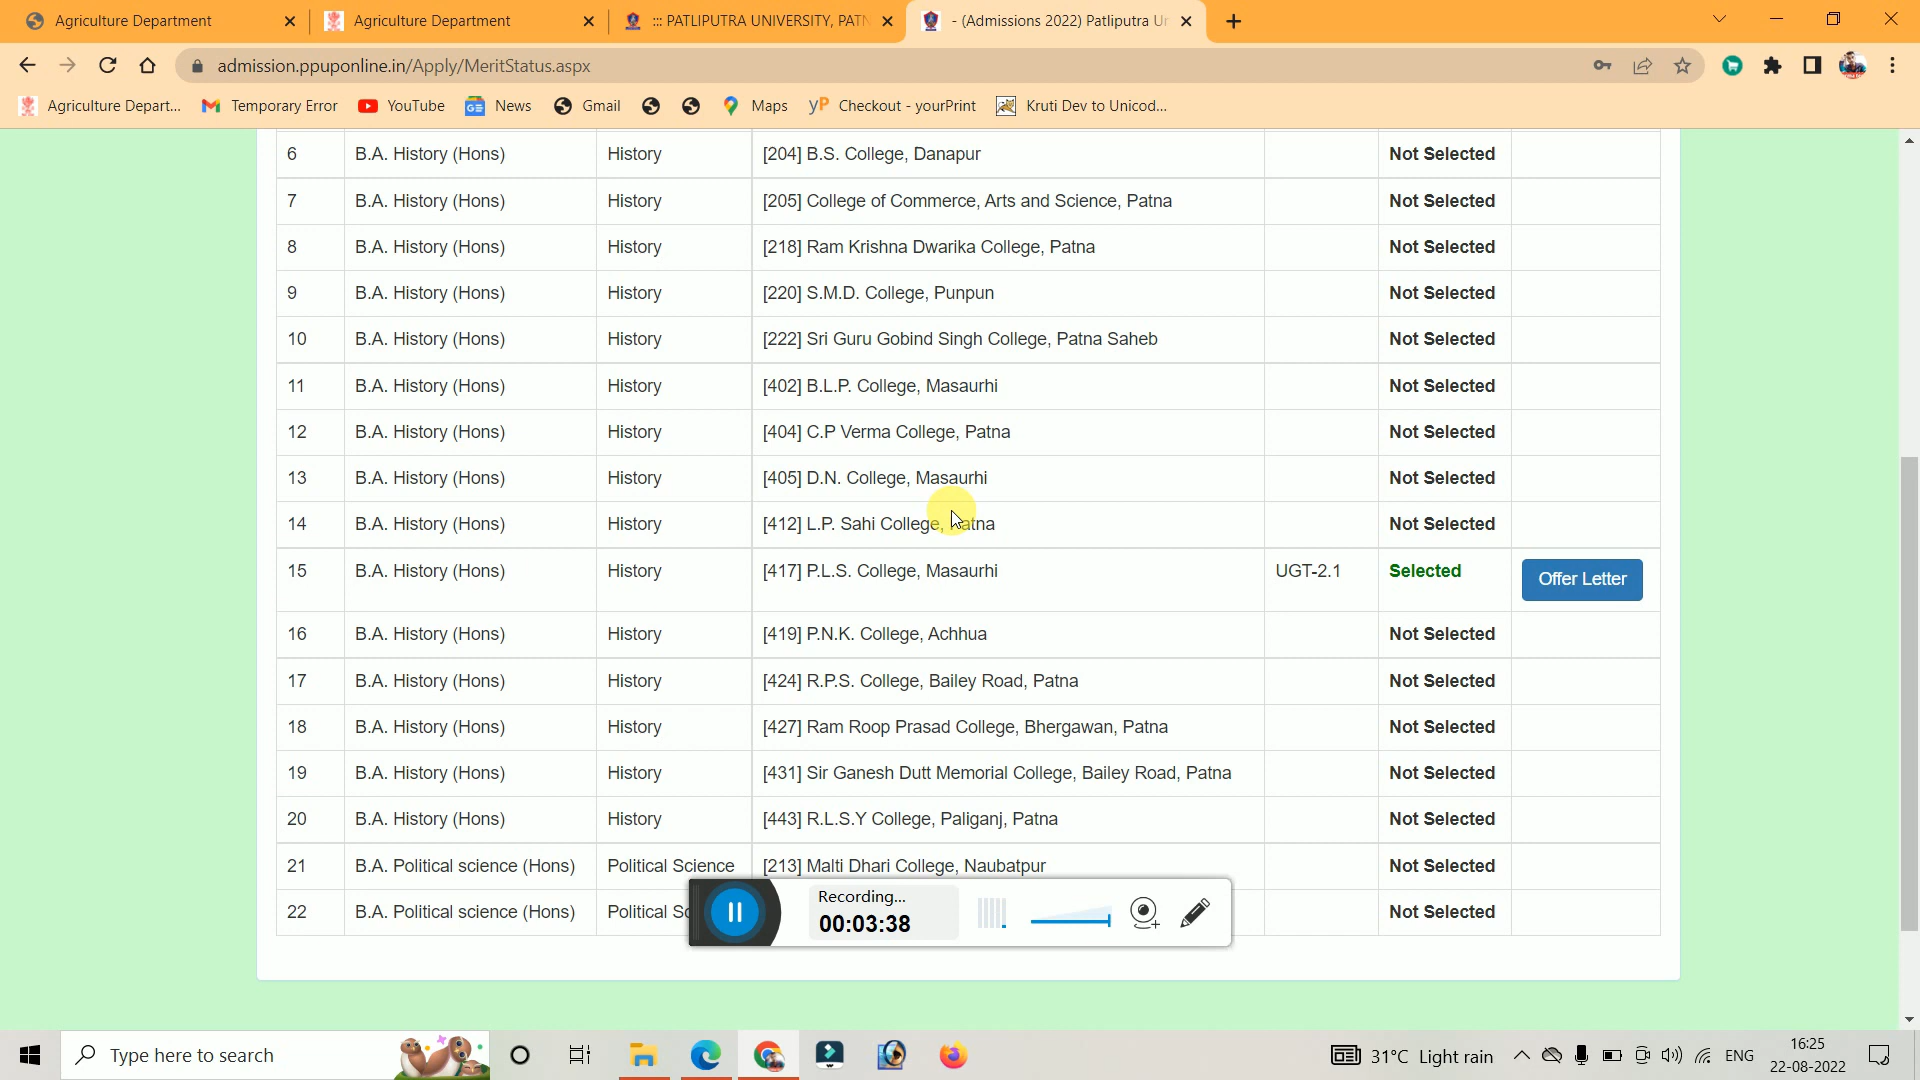 Agriculture Department
Agriculture Department
::: PATLIPUTRA UNIVERSITY, PATN
- (Admissions 2022) Patliputra Ur
admission.ppuponline.in/Apply/MeritStatus.aspx
Agriculture Depart... Temporary Error YouTube News Gmail Maps yP Checkout - yourPrint Kruti Dev to Unicod...
6 B.A. History (Hons) History [204] B.S. College, Danapur Not Selected
7 B.A. History (Hons) History [205] College of Commerce, Arts and Science, Patna Not Selected
8 B.A. History (Hons) History [218] Ram Krishna Dwarika College, Patna Not Selected
9 B.A. History (Hons) History [220] S.M.D. College, Punpun Not Selected
10 B.A. History (Hons) History [222] Sri Guru Gobind Singh College, Patna Saheb Not Selected
11 B.A. History (Hons) History [402] B.L.P. College, Masaurhi Not Selected
12 B.A. History (Hons) History [404] C.P Verma College, Patna Not Selected
13 B.A. History (Hons) History [405] D.N. College, Masaurhi Not Selected
14 B.A. History (Hons) History [412] L.P. Sahi College, Patna Not Selected
15 B.A. History (Hons) History [417] P.L.S. College, Masaurhi UGT-2.1 Selected Offer Letter
16 B.A. History (Hons) History [419] P.N.K. College, Achhua Not Selected
17 B.A. History (Hons) History [424] R.P.S. College, Bailey Road, Patna Not Selected
18 B.A. History (Hons) History [427] Ram Roop Prasad College, Bhergawan, Patna Not Selected
19 B.A. History (Hons) History [431] Sir Ganesh Dutt Memorial College, Bailey Road, Patna Not Selected
20 B.A. History (Hons) History [443] R.L.S.Y College, Paliganj, Patna Not Selected
21 B.A. Political science (Hons) Political Science [213] Malti Dhari College, Naubatpur Not Selected
22 B.A. Political science (Hons) Political Sc Not Selected
Recording...
00:03:38
Type here to search
31°C Light rain
ENG
16:25
22-08-2022